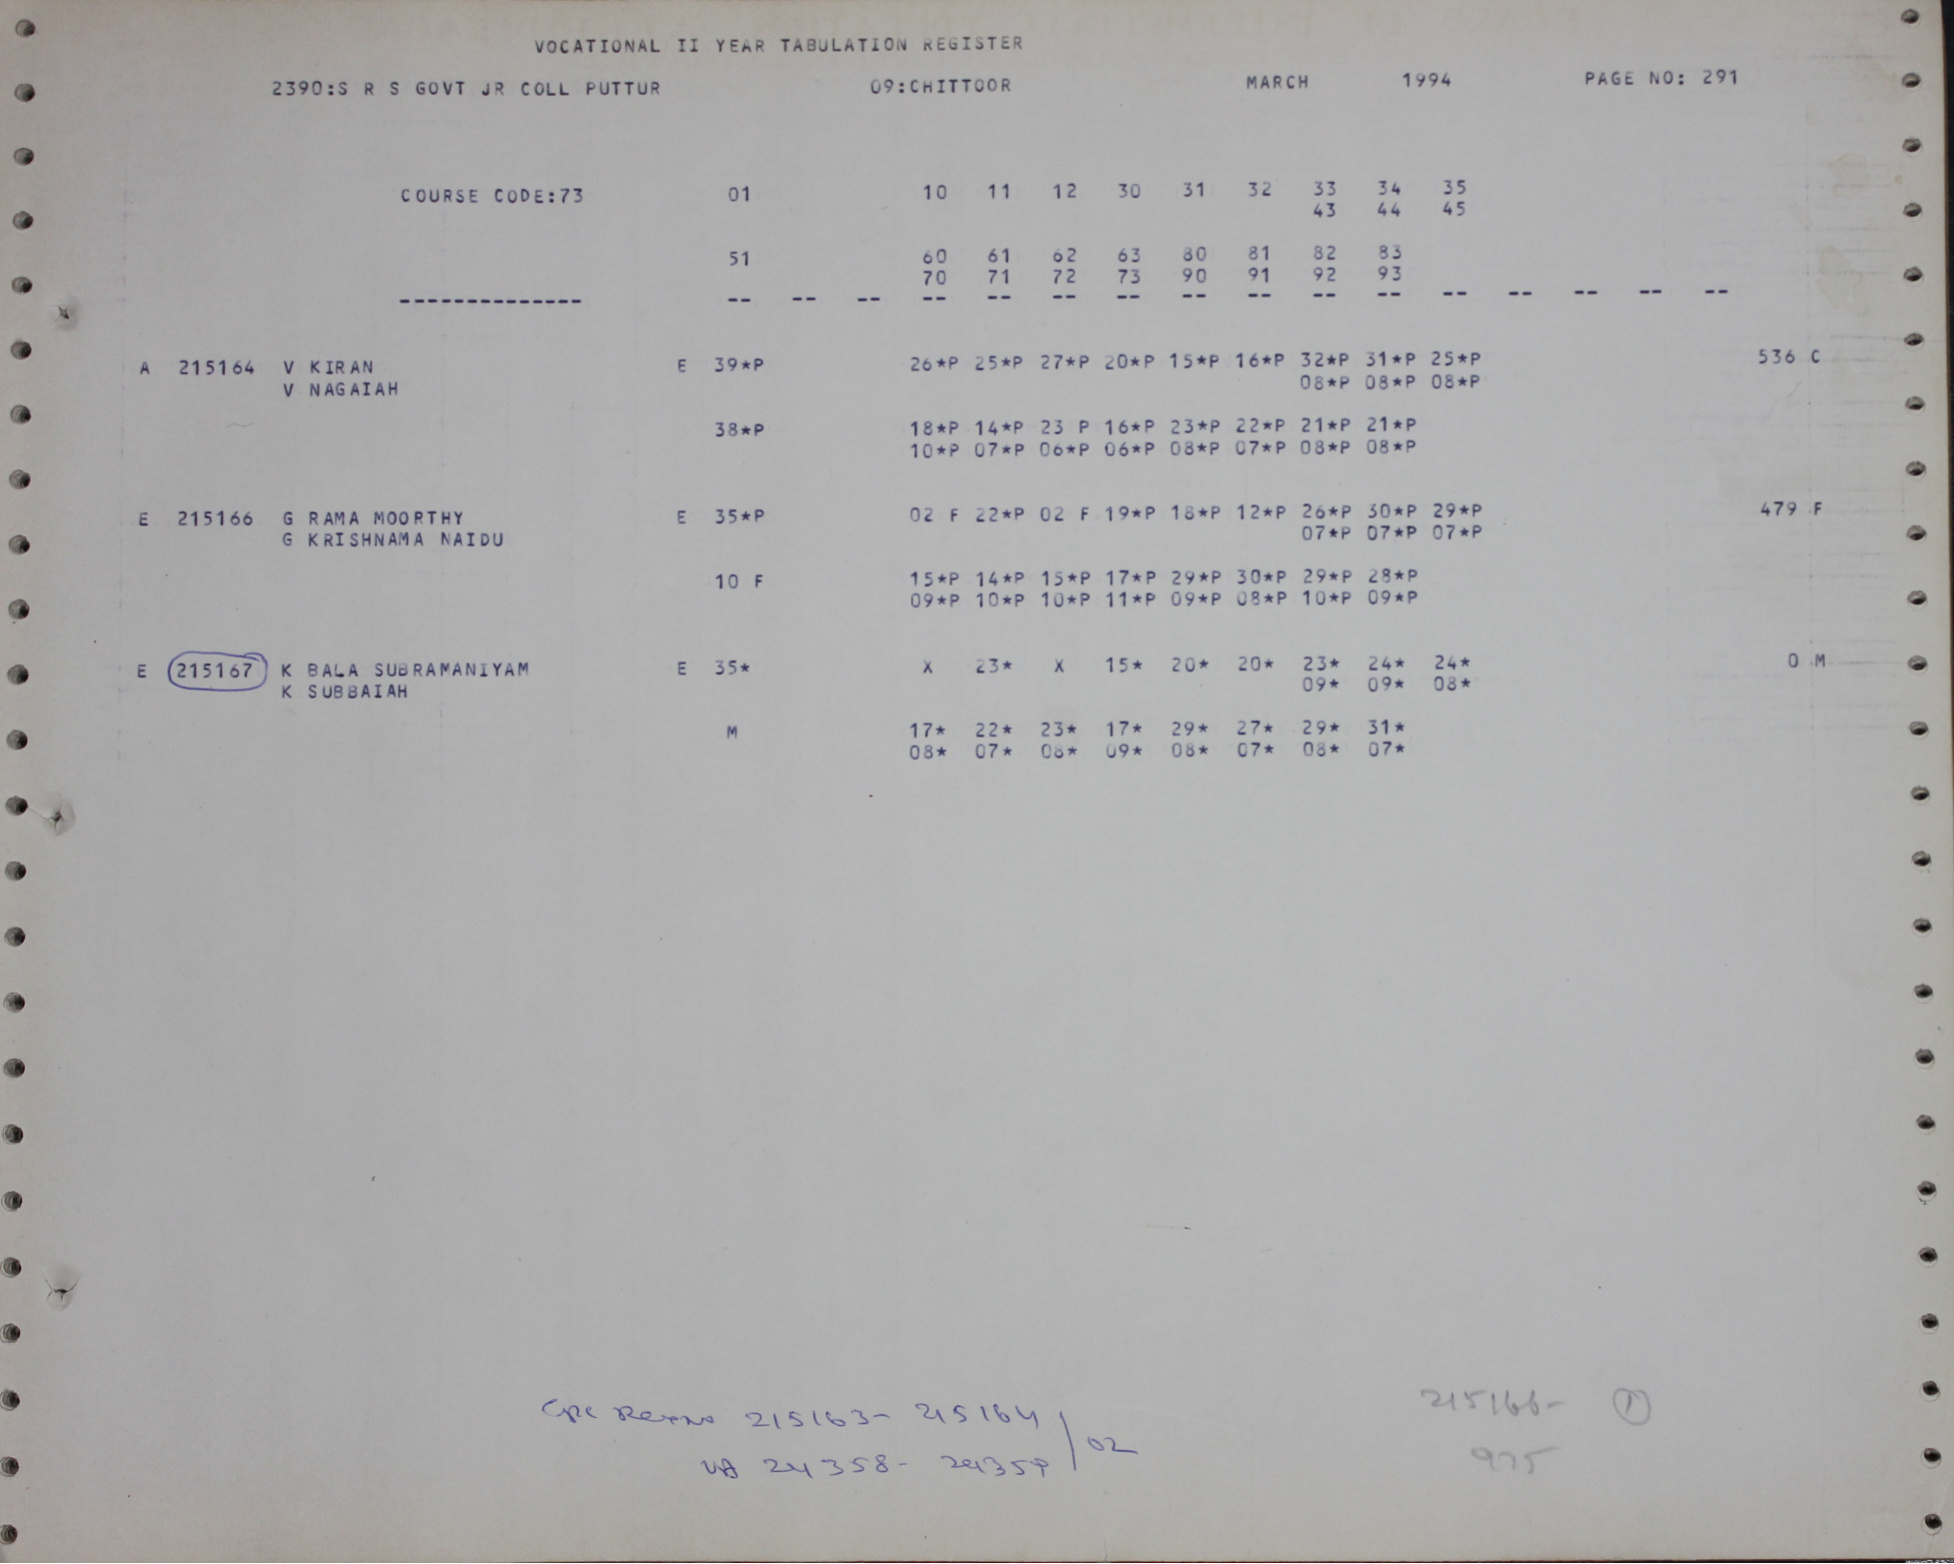 VOCATIONAL II YEAR TABULATION REGISTER
2390:S R S GOVT JR COLL PUTTUR 09:CHITTOOR MARCH 1994 PAGE NO: 291
COURSE CODE:73 01 10 11 12 30 31 32 33 34 35
43 44 45
51 60 61 62 63 80 81 82 83
70 71 72 73 90 91 92 93
-------------- -- -- -- -- -- -- -- -- -- -- -- -- -- -- -- --
A 215164 V KIRAN E 39*P 26*P 25*P 27*P 20*P 15*P 16*P 32*P 31*P 25*P 536 C
V NAGAIAH 08*P 08*P 08*P
38*P 18*P 14*P 23 P 16*P 23*P 22*P 21*P 21*P
10*P 07*P 06*P 06*P 08*P 07*P 08*P 08*P
E 215166 G RAMA MOORTHY E 35*P 02 F 22*P 02 F 19*P 18*P 12*P 26*P 30*P 29*P 479 F
G KRISHNAMA NAIDU 07*P 07*P 07*P
10 F 15*P 14*P 15*P 17*P 29*P 30*P 29*P 28*P
09*P 10*P 10*P 11*P 09*P 08*P 10*P 09*P
E 215167 K BALA SUBRAMANIYAM E 35* X 23* X 15* 20* 20* 23* 24* 24* 0 M
K SUBBAIAH 09* 09* 08*
M 17* 22* 23* 17* 29* 27* 29* 31*
08* 07* 08* 09* 08* 07* 08* 07*
215163- 215164
24358- 24359 /02
215166- 1
975